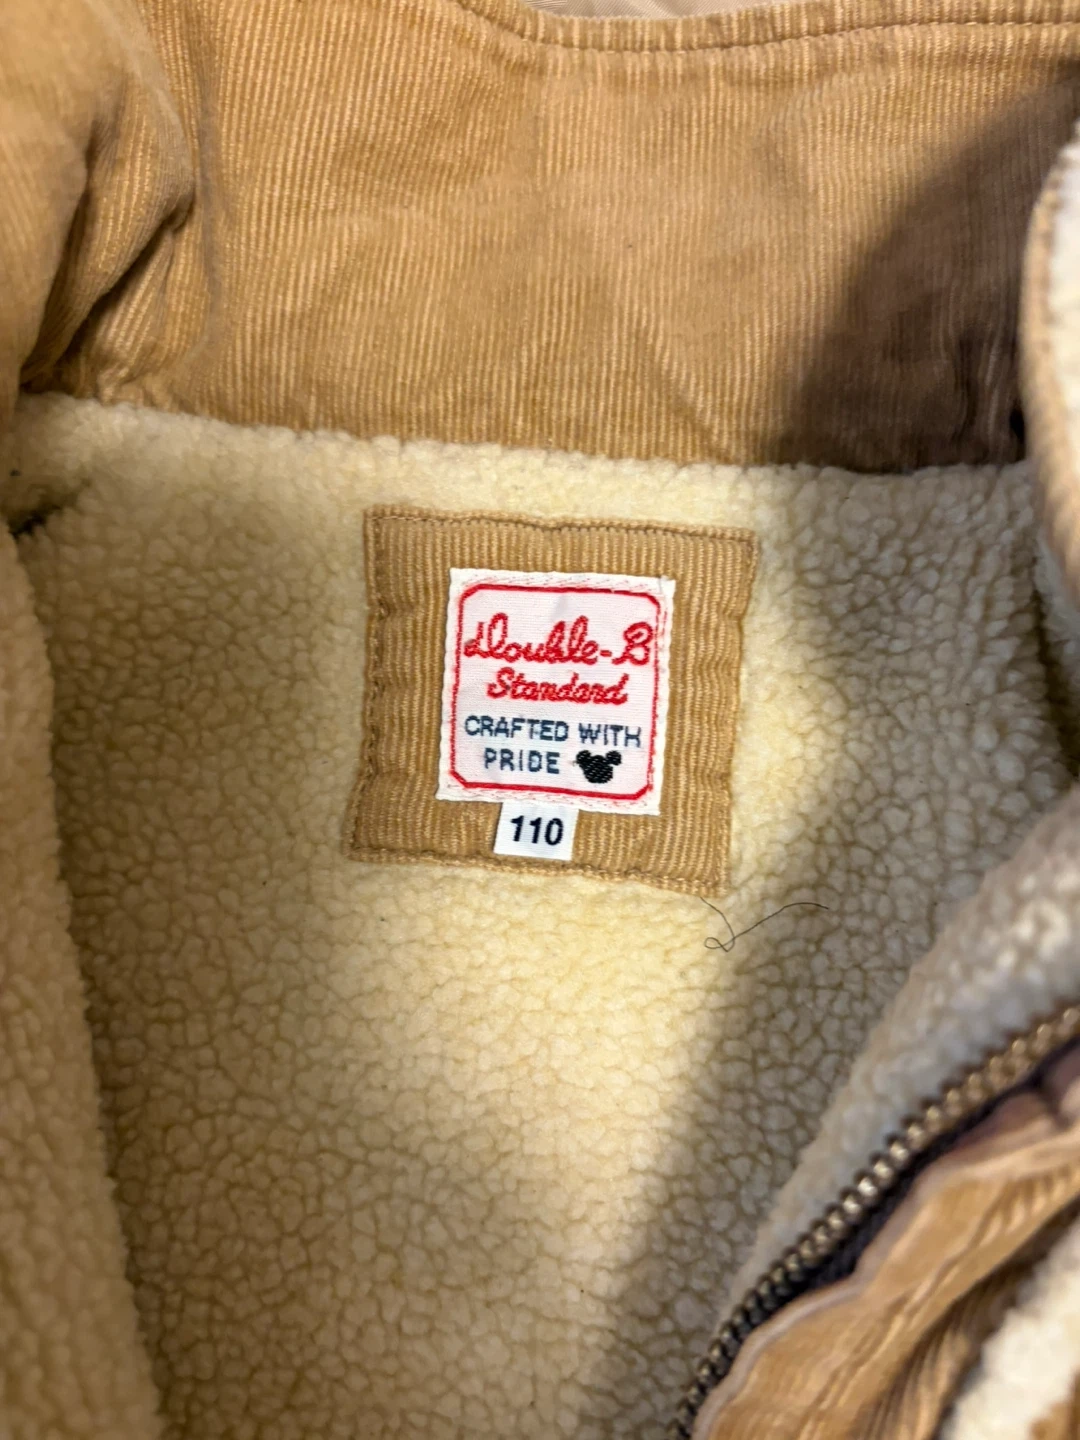 Double-B
Standard
CRAFTED WITH
PRIDE
110